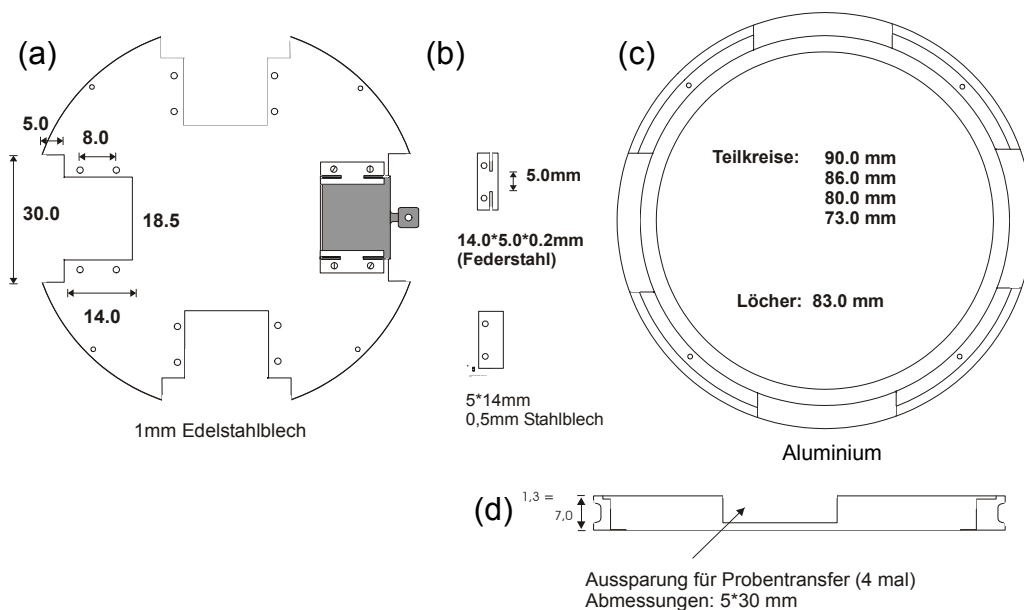 (a)
5.0
8.0
30.0
18.5
14.0
1mm Edelstahlblech
(b)
5.0mm
14.0*5.0*0.2mm
(Federstahl)
5*14mm
0,5mm Stahlblech
(c)
Teilkreise: 90.0 mm
86.0 mm
80.0 mm
73.0 mm
Löcher: 83.0 mm
Aluminium
(d)
1,3 =
7,0
Aussparung für Probentransfer (4 mal)
Abmessungen: 5*30 mm